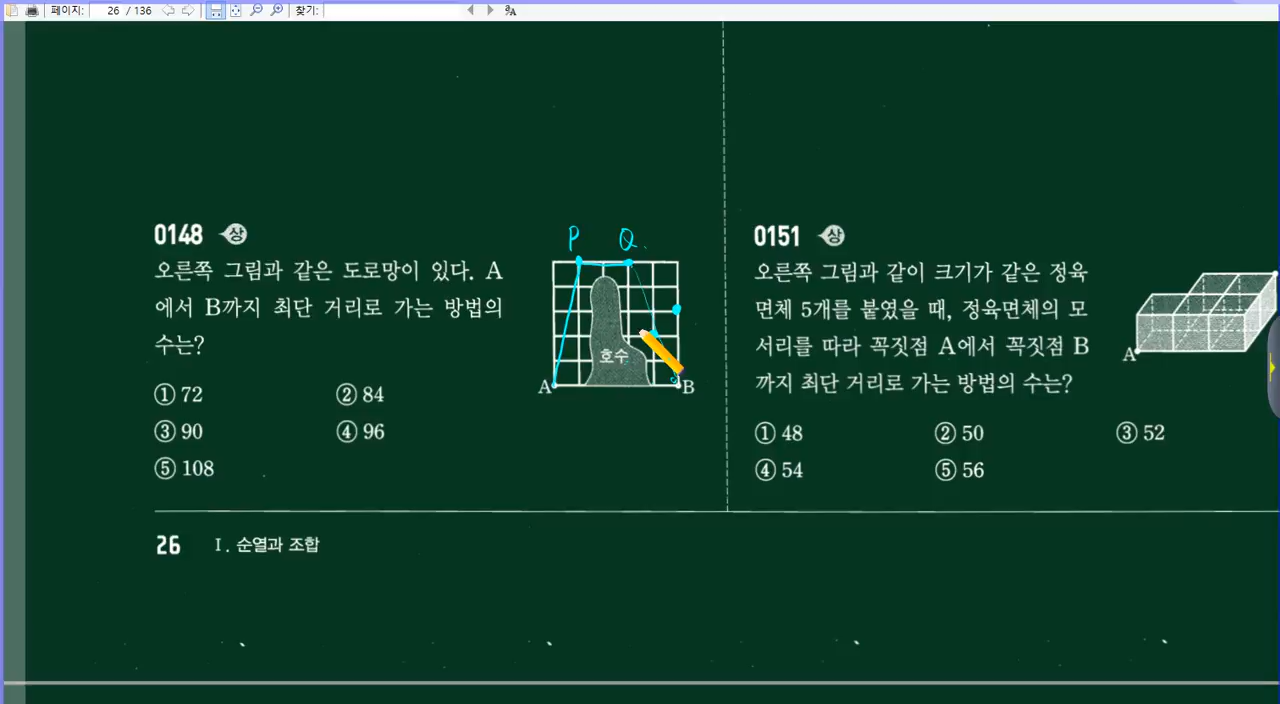 페이지: 26 / 136 찾기:
0148 상
오른쪽 그림과 같은 도로망이 있다. A
에서 B까지 최단 거리로 가는 방법의
수는?
① 72 ② 84
③ 90 ④ 96
⑤ 108
P Q
호수
A B
0151 상
오른쪽 그림과 같이 크기가 같은 정육
면체 5개를 붙였을 때, 정육면체의 모
서리를 따라 꼭짓점 A에서 꼭짓점 B
까지 최단 거리로 가는 방법의 수는?
① 48 ② 50 ③ 52
④ 54 ⑤ 56
A
26 Ⅰ. 순열과 조합